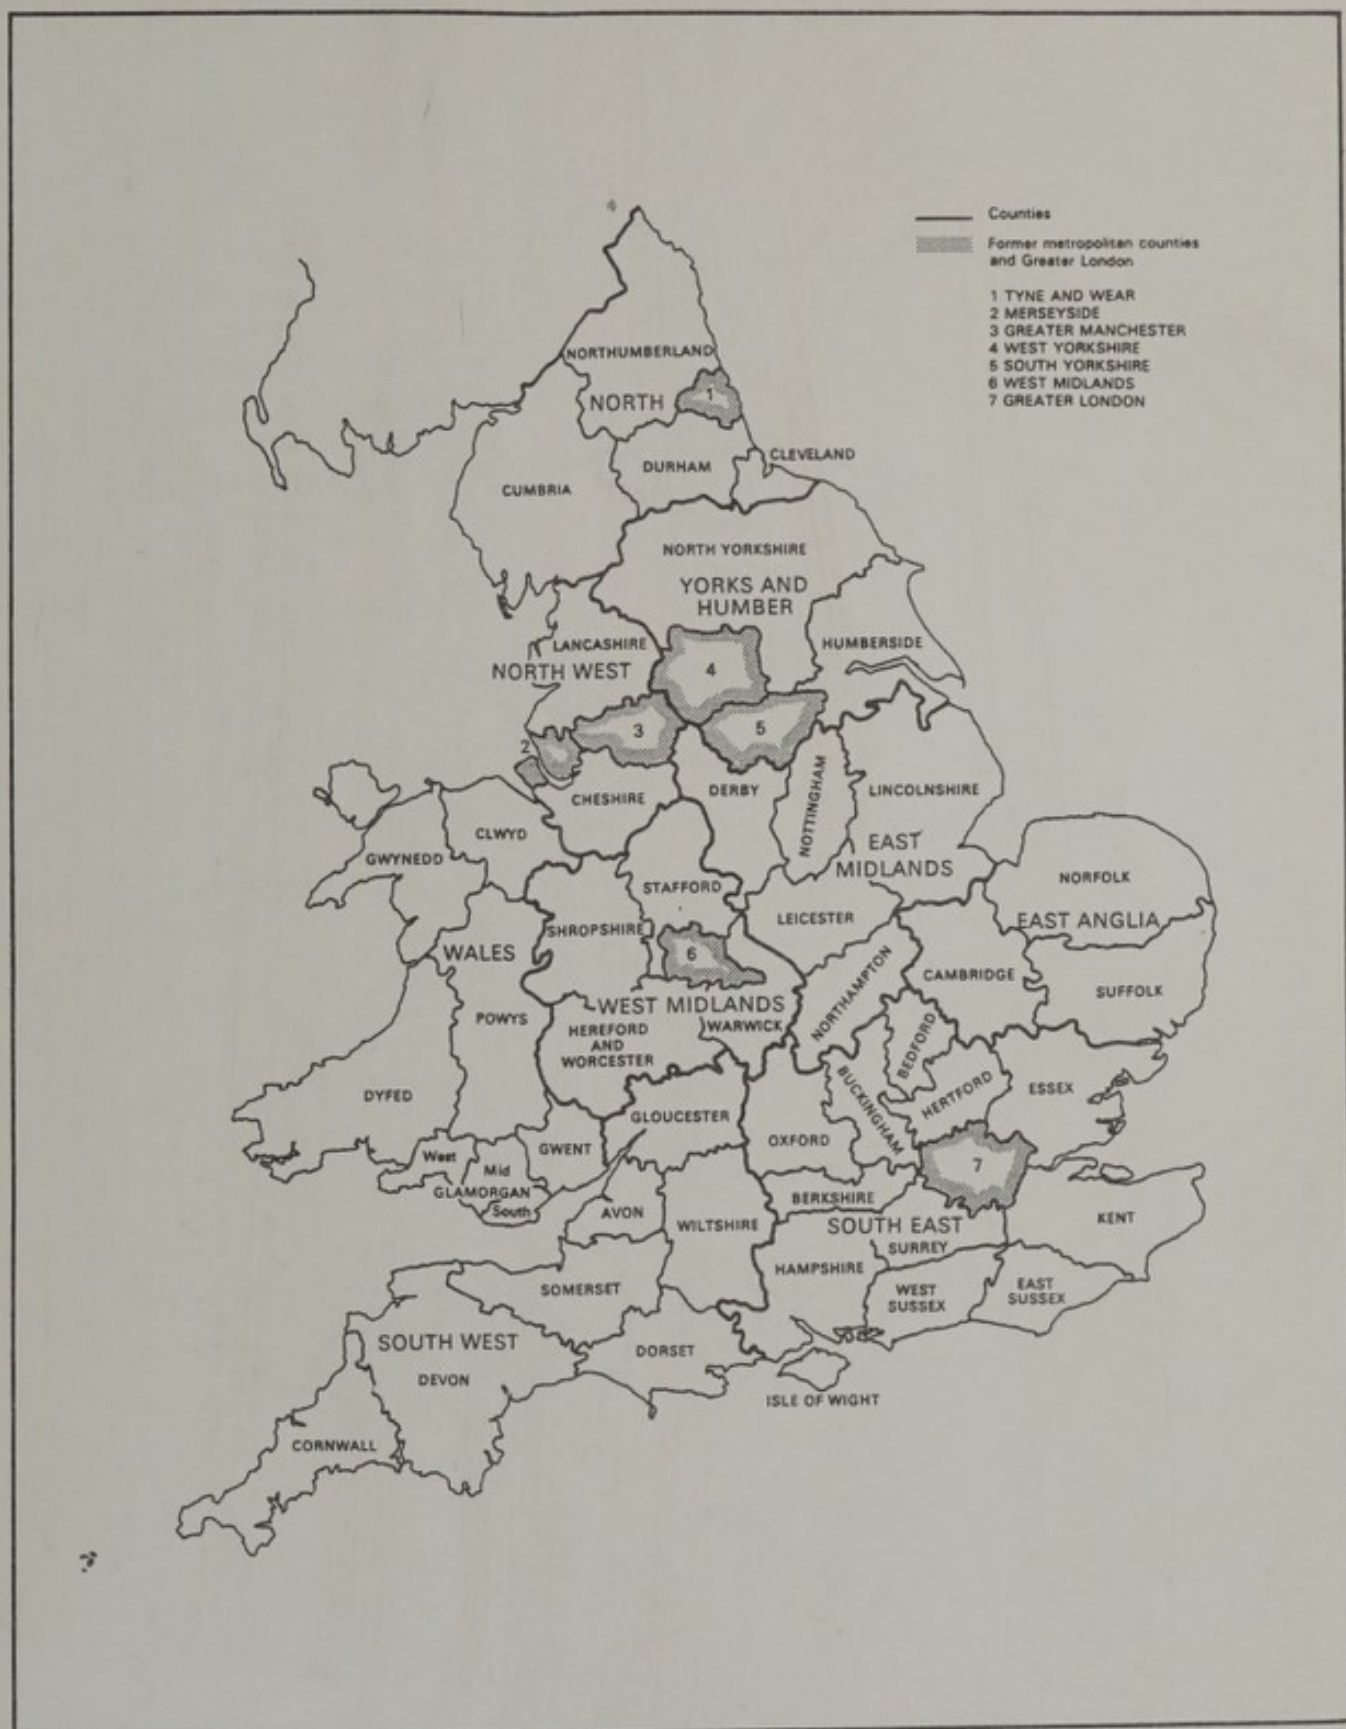 Counties
Former metropolitan counties
and Greater London
1 TYNE AND WEAR
2 MERSEYSIDE
3 GREATER MANCHESTER
4 WEST YORKSHIRE
5 SOUTH YORKSHIRE
6 WEST MIDLANDS
7 GREATER LONDON
NORTHUMBERLAND
NORTH
1
CLEVELAND
DURHAM
CUMBRIA
NORTH YORKSHIRE
YORKS AND
HUMBER
LANCASHIRE
HUMBERSIDE
NORTH WEST
4
3
5
2
CHESHIRE
DERBY
NOTTINGHAM
LINCOLNSHIRE
CLWYD
GWYNEDD
EAST
MIDLANDS
STAFFORD
NORFOLK
LEICESTER
EAST ANGLIA
SHROPSHIRE
WALES
6
NORTHAMPTON
CAMBRIDGE
SUFFOLK
WEST MIDLANDS
POWYS
HEREFORD
AND
WORCESTER
WARWICK
BEDFORD
BUCKINGHAM
HERTFORD
ESSEX
DYFED
GLOUCESTER
OXFORD
GWENT
West
Mid
GLAMORGAN
South
7
BERKSHIRE
AVON
WILTSHIRE
SOUTH EAST
KENT
SURREY
HAMPSHIRE
SOMERSET
WEST
SUSSEX
EAST
SUSSEX
SOUTH WEST
DORSET
DEVON
ISLE OF WIGHT
CORNWALL